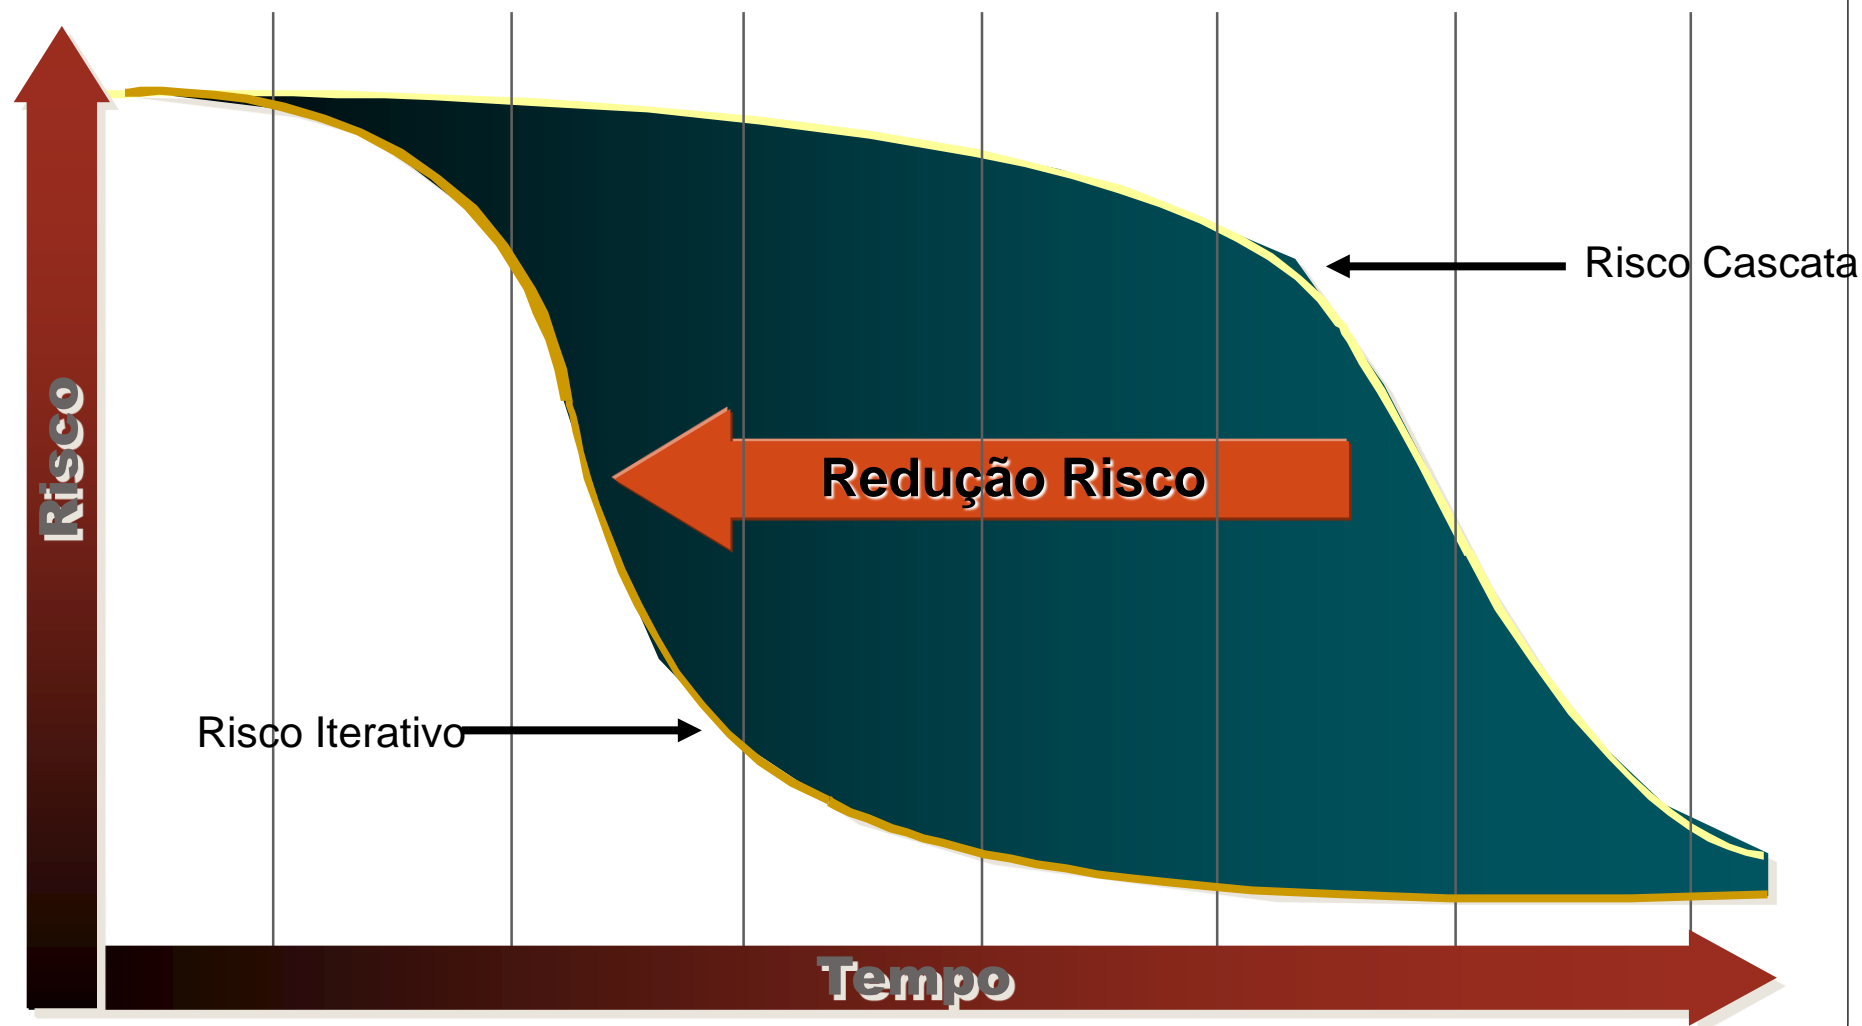 Risco Cascata
Risco
Redução Risco
Risco Iterativo
Tempo